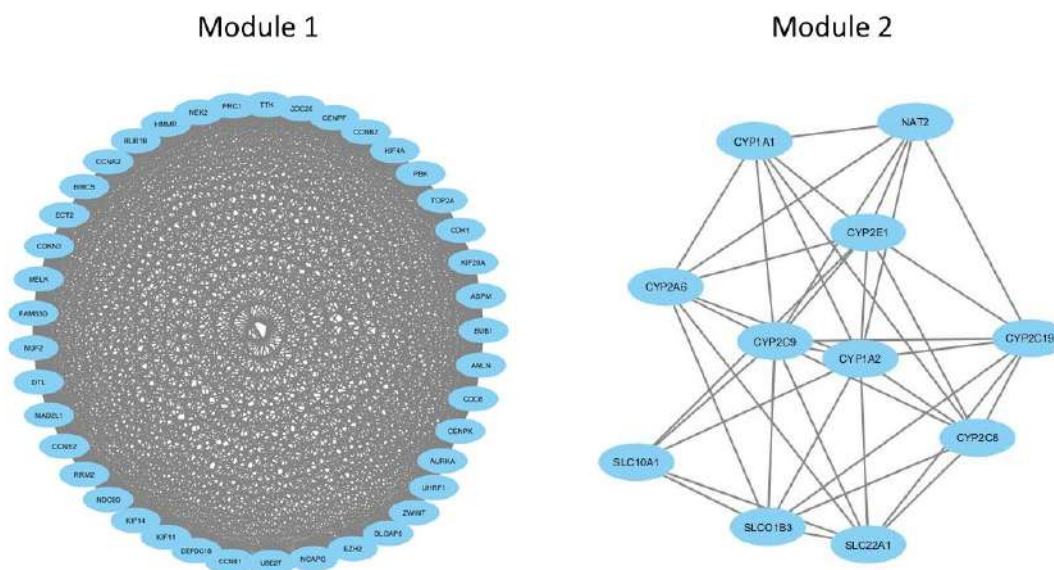 Module 1
Module 2
PRC1
TTK
CDC20
CENPF
NEK2
HMMR
KIF4A
BUB1B
PBK
CCNA2
TOP2A
BIRC5
CDK1
ECT2
KIF20A
CDKN3
ASPM
MELK
BUB1
FAM83D
ANLN
NUF2
CDC6
DTL
CENPK
MAD2L1
AURKA
CCNB2
UHRF1
RRM2
ZWINT
NDC80
DLGAP5
KIF14
EZH2
KIF11
NCAPG
DEPDC1B
UBE2T
CCNB1
NAT2
CYP1A1
CYP2E1
CYP2A6
CYP2C9
CYP1A2
CYP2C19
CYP2C8
SLC10A1
SLCO1B3
SLC22A1